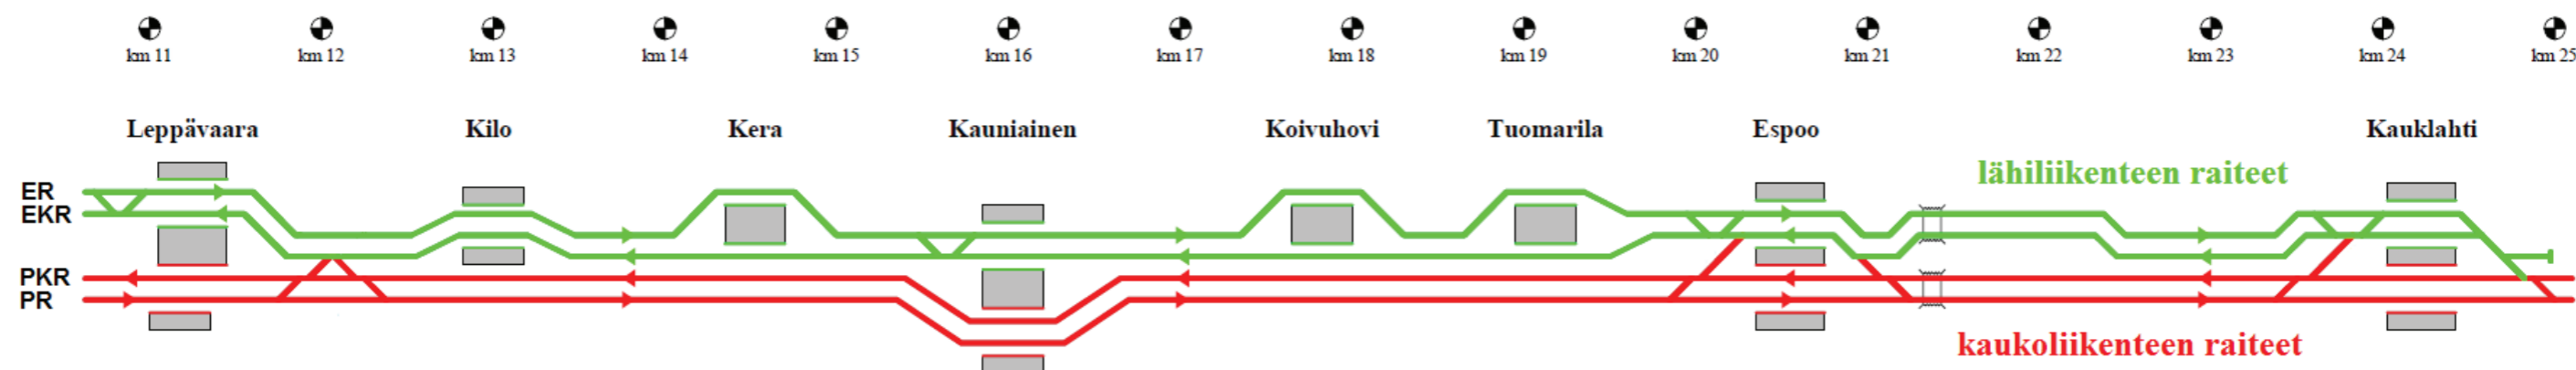 km 11 km 12 km 13 km 14 km 15 km 16 km 17 km 18 km 19 km 20 km 21 km 22 km 23 km 24 km 25
Leppävaara Kilo Kera Kauniainen Koivuhovi Tuomarila Espoo Kauklahti
lähiliikenteen raiteet
ER
EKR
PKR
PR
kaukoliikenteen raiteet